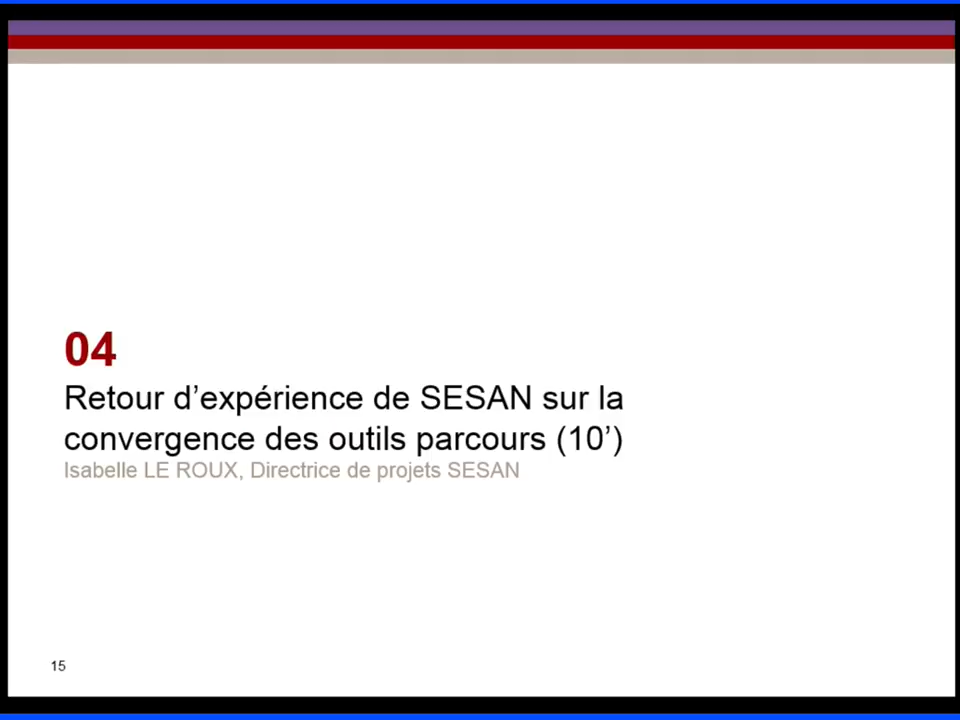 04
Retour d’expérience de SESAN sur la
convergence des outils parcours (10’)
Isabelle LE ROUX, Directrice de projets SESAN
15